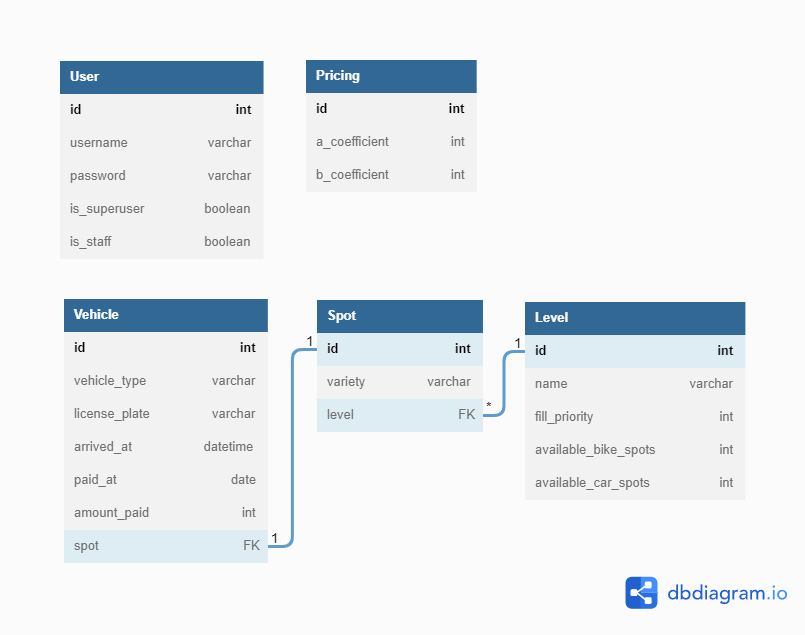 User
id int
username varchar
password varchar
is_superuser boolean
is_staff boolean
Pricing
id int
a_coefficient int
b_coefficient int
Vehicle
id int
vehicle_type varchar
license_plate varchar
arrived_at datetime
paid_at date
amount_paid int
spot FK
1
1
Spot
id int
variety varchar
level FK
*
1
Level
id int
name varchar
fill_priority int
available_bike_spots int
available_car_spots int
dbdiagram.io